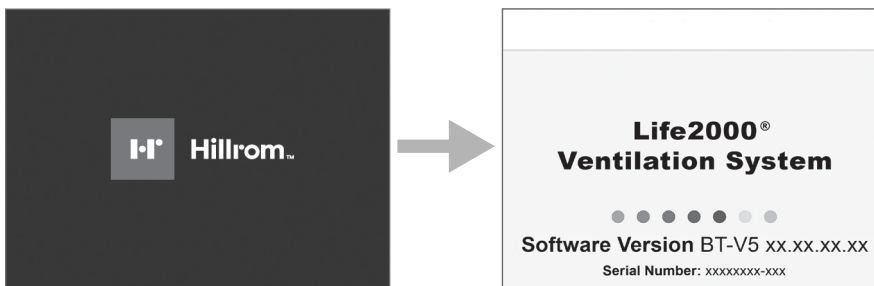 Hillrom™
Life2000®
Ventilation System
Software Version BT-V5 xx.xx.xx.xx
Serial Number: xxxxxxxx-xxx